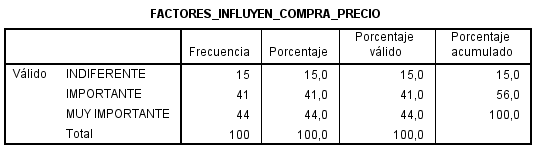 FACTORES_INFLUYEN_COMPRA_PRECIO
Frecuencia Porcentaje Porcentaje válido Porcentaje acumulado
Válido INDIFERENTE 15 15,0 15,0 15,0
IMPORTANTE 41 41,0 41,0 56,0
MUY IMPORTANTE 44 44,0 44,0 100,0
Total 100 100,0 100,0